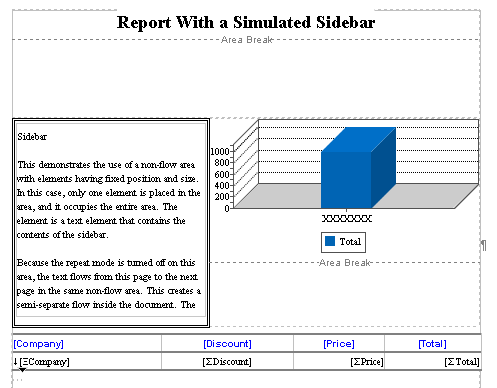 Report With a Simulated Sidebar
Area Break
Sidebar
This demonstrates the use of a non-flow area
with elements having fixed position and size.
In this case, only one element is placed in the
area, and it occupies the entire area. The
element is a text element that contains the
contents of the sidebar.
Because the repeat mode is turned off on this
area, the text flows from this page to the next
page in the same non-flow area. This creates a
semi-separate flow inside the document. The
1000
800
600
400
200
0
XXXXXXX
Total
¶
Area Break
[Company] [Discount] [Price] [Total]
↓[ΞCompany] [ΣDiscount] [ΣPrice] [ΣTotal]